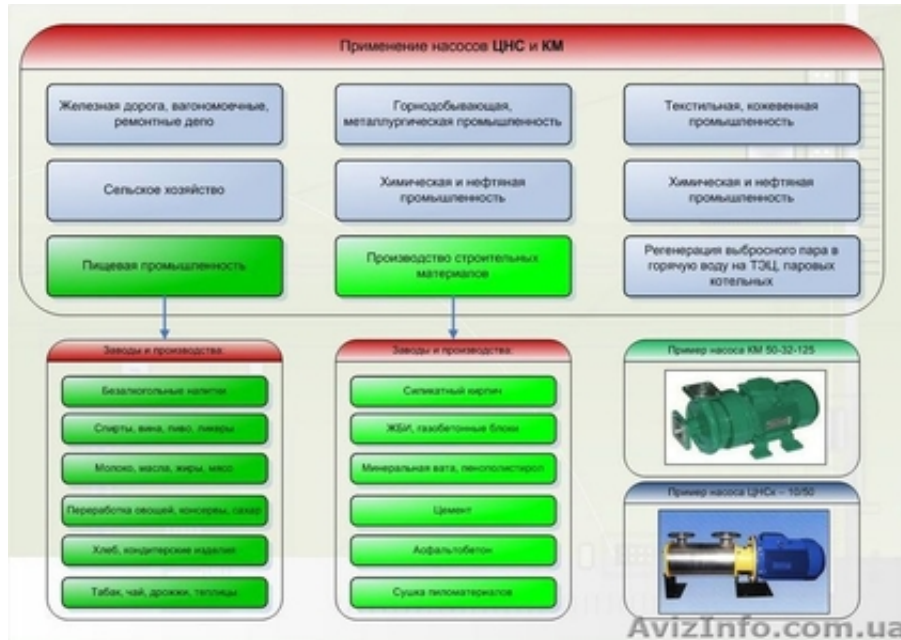 Применение насосов ЦНС и КМ
Железная дорога, вагономоечные,
ремонтные депо
Горнодобывающая,
металлургическая промышленность
Текстильная, кожевенная
промышленность
Сельское хозяйство
Химическая и нефтяная
промышленность
Химическая и нефтяная
промышленность
Пищевая промышленность
Производство строительных
материалов
Регенерация выбросного пара в
горячую воду на ТЭЦ, паровых
котельных
Заводы и производства:
Безалкогольные напитки
Спирты, вина, пиво, ликеры
Молоко, масла, жиры, мясо
Переработка овощей, консервы, сахар
Хлеб, кондитерские изделия
Табак, чай, дрожжи, теплицы
Заводы и производства:
Силикатный кирпич
ЖБИ, газобетонные блоки
Минеральная вата, пенополистирол
Цемент
Асфальтобетон
Сушка пиломатериалов
Пример насоса КМ 50-32-125
Пример насоса ЦНСк – 10/50
AvizInfo.com.ua